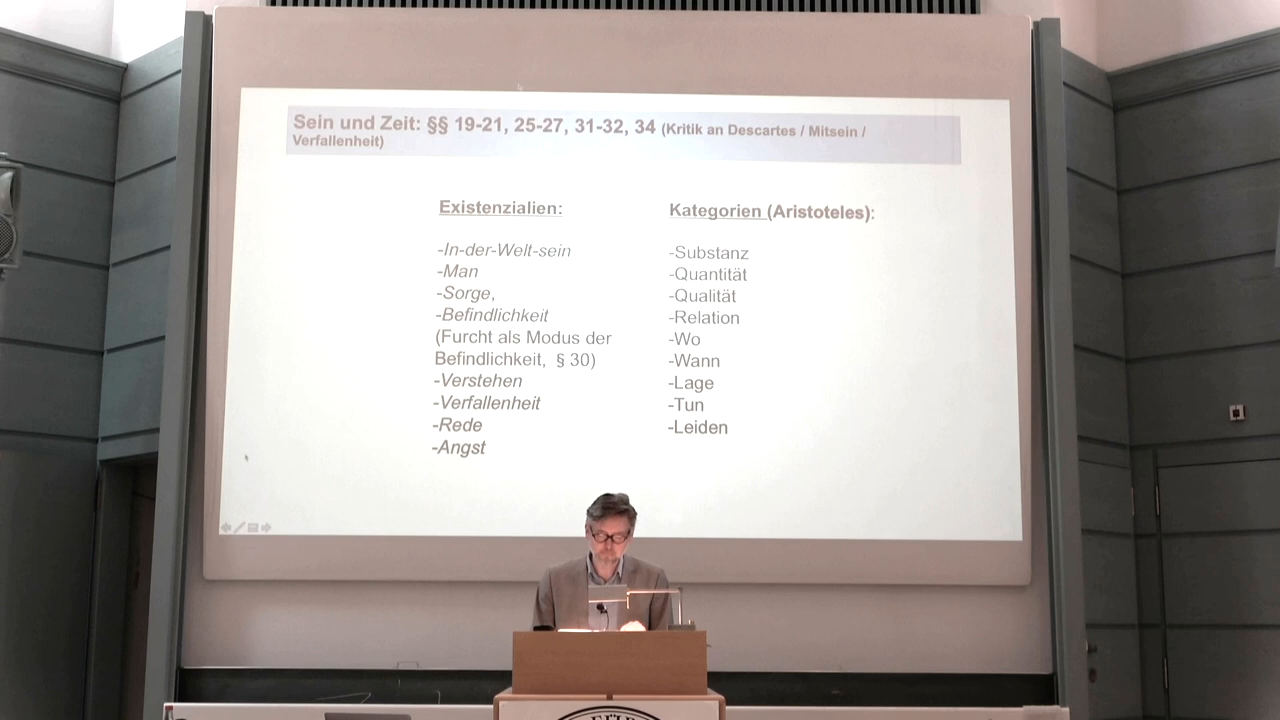 Sein und Zeit: §§ 19-21, 25-27, 31-32, 34 (Kritik an Descartes / Mitsein /
Verfallenheit)
Existenzialien:
-In-der-Welt-sein
-Man
-Sorge,
-Befindlichkeit
(Furcht als Modus der
Befindlichkeit, § 30)
-Verstehen
-Verfallenheit
-Rede
-Angst
Kategorien (Aristoteles):
-Substanz
-Quantität
-Qualität
-Relation
-Wo
-Wann
-Lage
-Tun
-Leiden